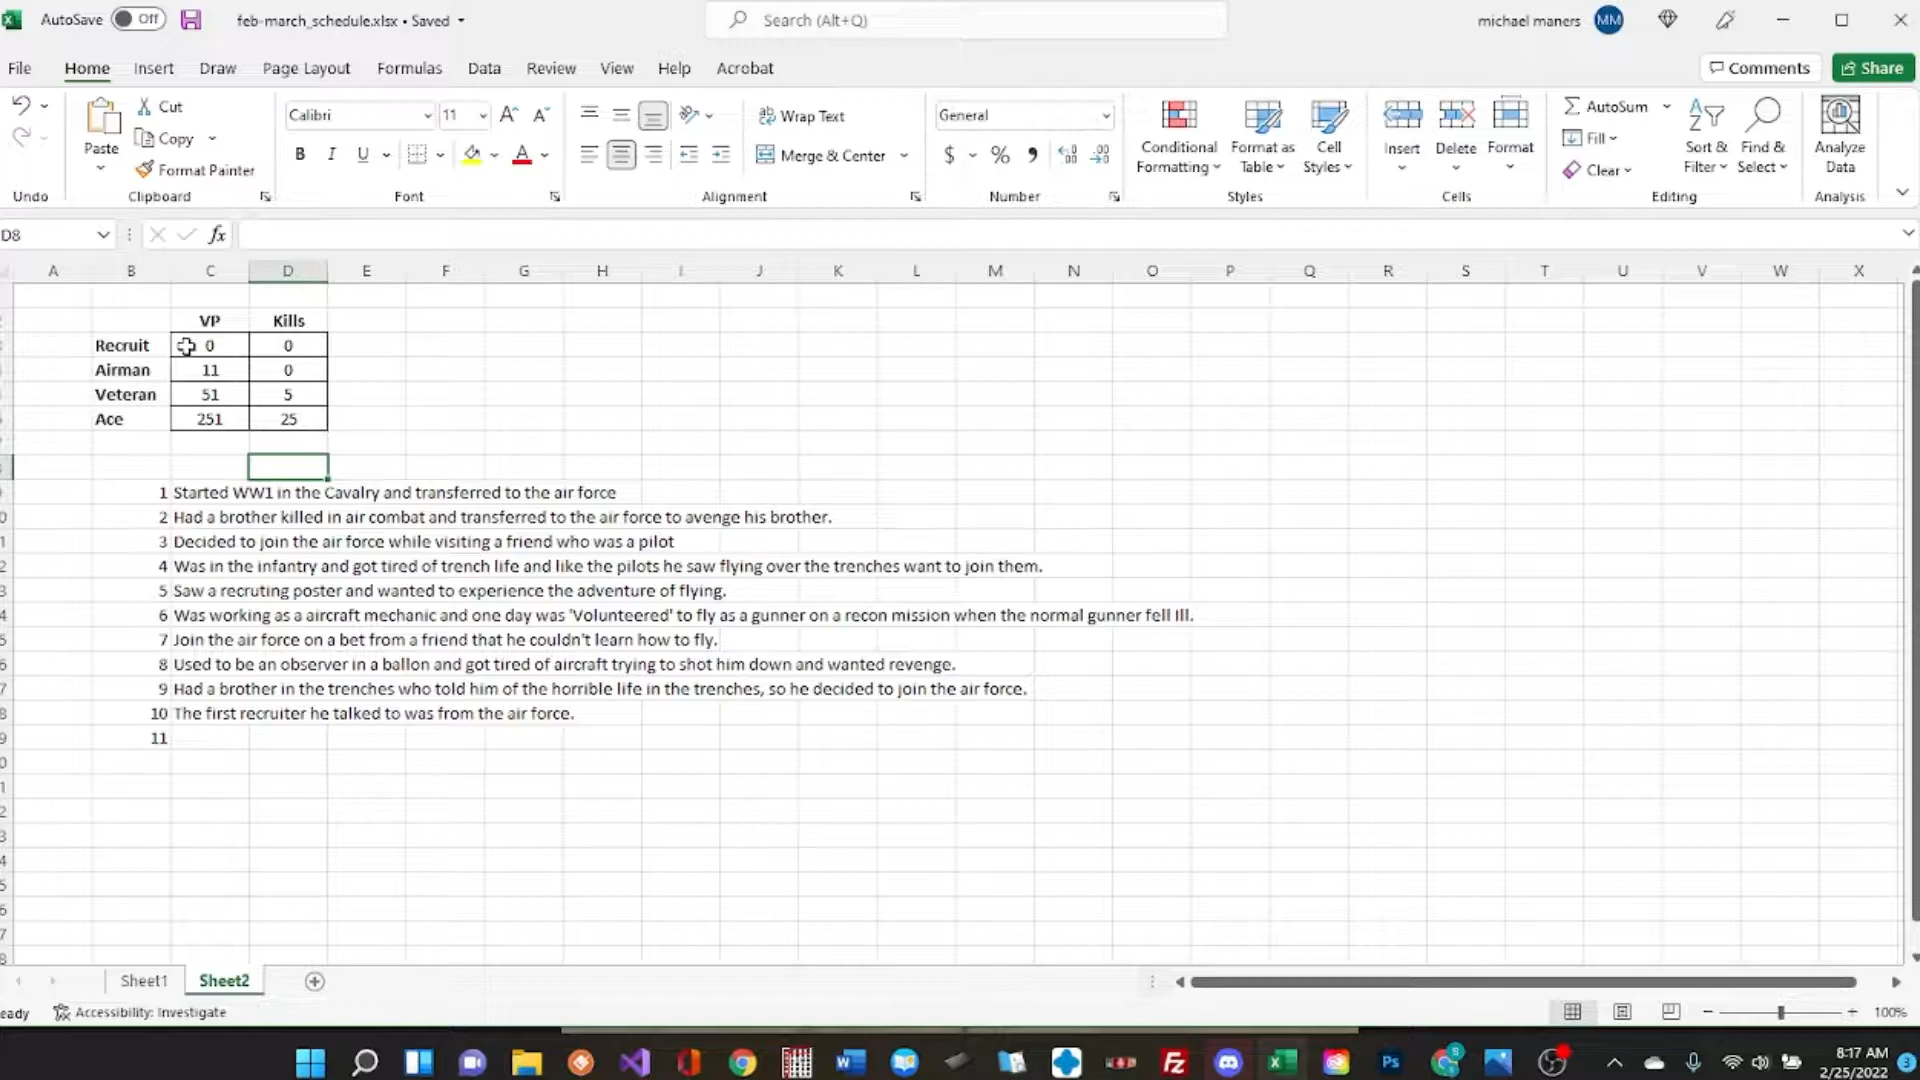 AutoSave Off feb-march_schedule.xlsx • Saved Search (Alt+Q) michael maners MM
File Home Insert Draw Page Layout Formulas Data Review View Help Acrobat Comments Share
Paste Cut Copy Format Painter
Calibri 11 Wrap Text General
B I U Merge & Center $ % 9
Conditional Formatting Format as Table Cell Styles Insert Delete Format
AutoSum Fill Clear Sort & Filter Find & Select Analyze Data
Undo Clipboard Font Alignment Number Styles Cells Editing Analysis
D8 fx
A B C D E F G H I J K L M N O P Q R S T U V W X
VP Kills
Recruit 0 0
Airman 11 0
Veteran 51 5
Ace 251 25
1 Started WW1 in the Cavalry and transferred to the air force
2 Had a brother killed in air combat and transferred to the air force to avenge his brother.
3 Decided to join the air force while visiting a friend who was a pilot
4 Was in the infantry and got tired of trench life and like the pilots he saw flying over the trenches want to join them.
5 Saw a recruting poster and wanted to experience the adventure of flying.
6 Was working as a aircraft mechanic and one day was 'Volunteered' to fly as a gunner on a recon mission when the normal gunner fell Ill.
7 Join the air force on a bet from a friend that he couldn't learn how to fly.
8 Used to be an observer in a ballon and got tired of aircraft trying to shot him down and wanted revenge.
9 Had a brother in the trenches who told him of the horrible life in the trenches, so he decided to join the air force.
10 The first recruiter he talked to was from the air force.
11
Sheet1 Sheet2
eady Accessibility: Investigate 100%
8:17 AM
2/25/2022